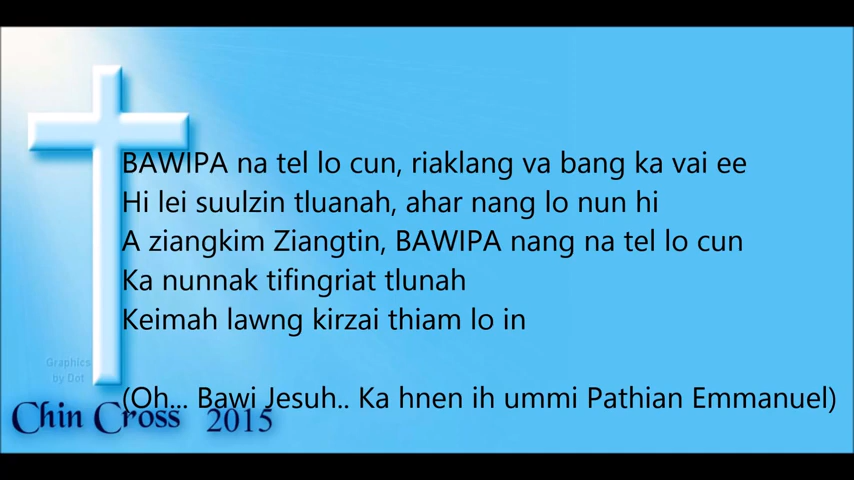 BAWIPA na tel lo cun, riaklang va bang ka vai ee
Hi lei suulzin tluanah, ahar nang lo nun hi
A ziangkim Ziangtin, BAWIPA nang na tel lo cun
Ka nunnak tifingriat tlunah
Keimah lawng kirzai thiam lo in
Graphics
by Dot
(Oh... Bawi Jesuh.. Ka hnen ih ummi Pathian Emmanuel)
Chin Cross 2015